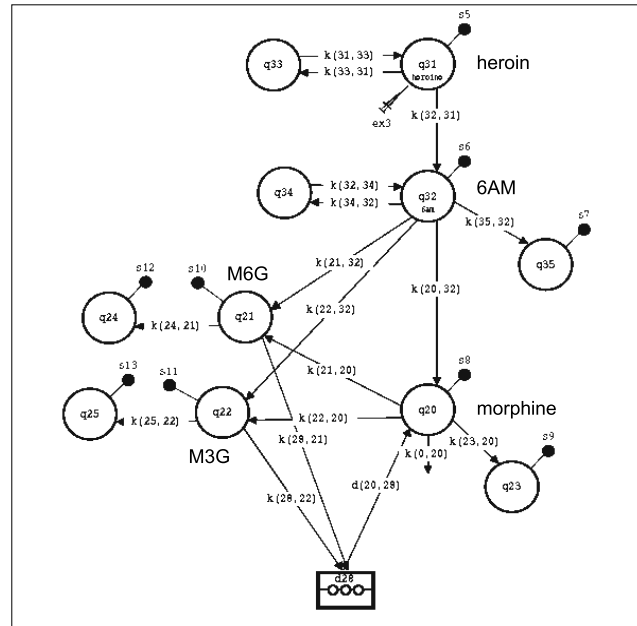 s5
k(31,33)
q33
k(33,31)
q31
heroine
heroin
ex3
k(32,31)
s6
k(32,34)
q34
k(34,32)
q32
6am
6AM
s7
k(35,32)
q35
k(21,32)
s12
s10
M6G
k(20,32)
k(22,32)
q24
k(24,21)
q21
s8
s13
s11
k(21,20)
q25
k(25,22)
q22
k(22,20)
q20
morphine
k(28,21)
k(0,20)
k(23,20)
s9
M3G
d(20,28)
k(28,22)
q23
d28